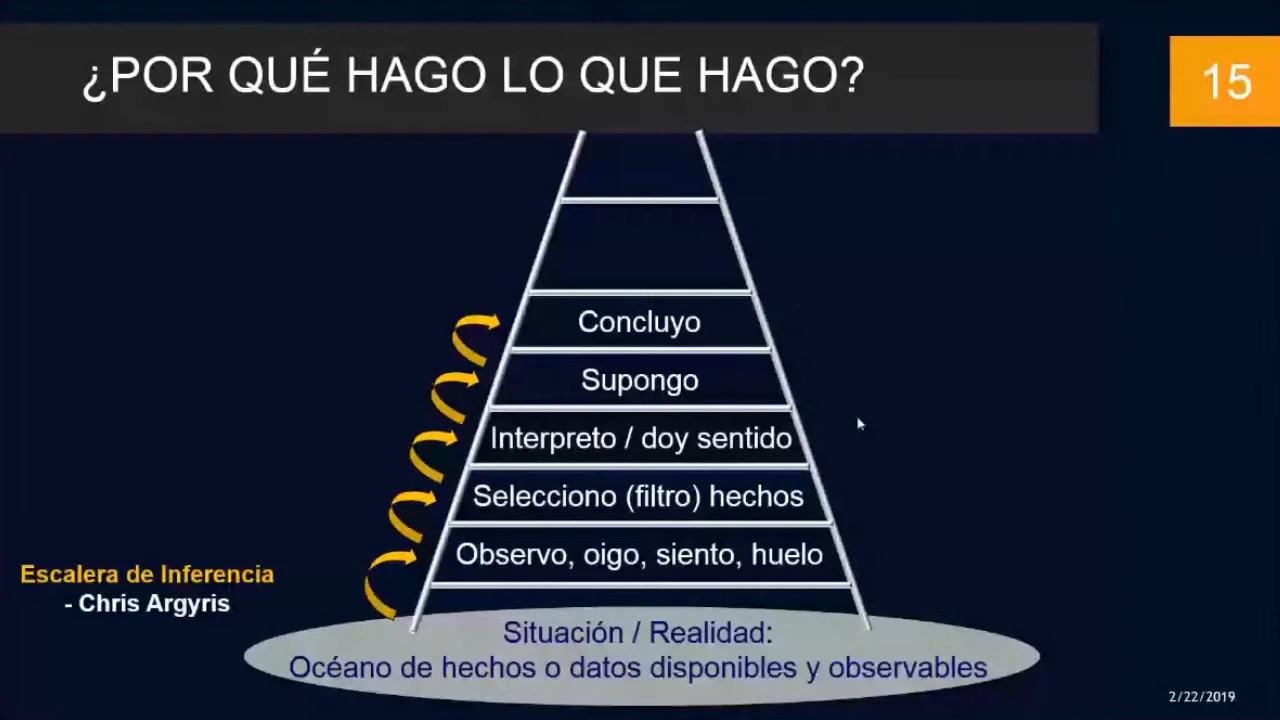 ¿POR QUÉ HAGO LO QUE HAGO?
15
Concluyo
Supongo
Interpreto / doy sentido
Selecciono (filtro) hechos
Observo, oigo, siento, huelo
Escalera de Inferencia
- Chris Argyris
Situación / Realidad:
Océano de hechos o datos disponibles y observables
2/22/2019